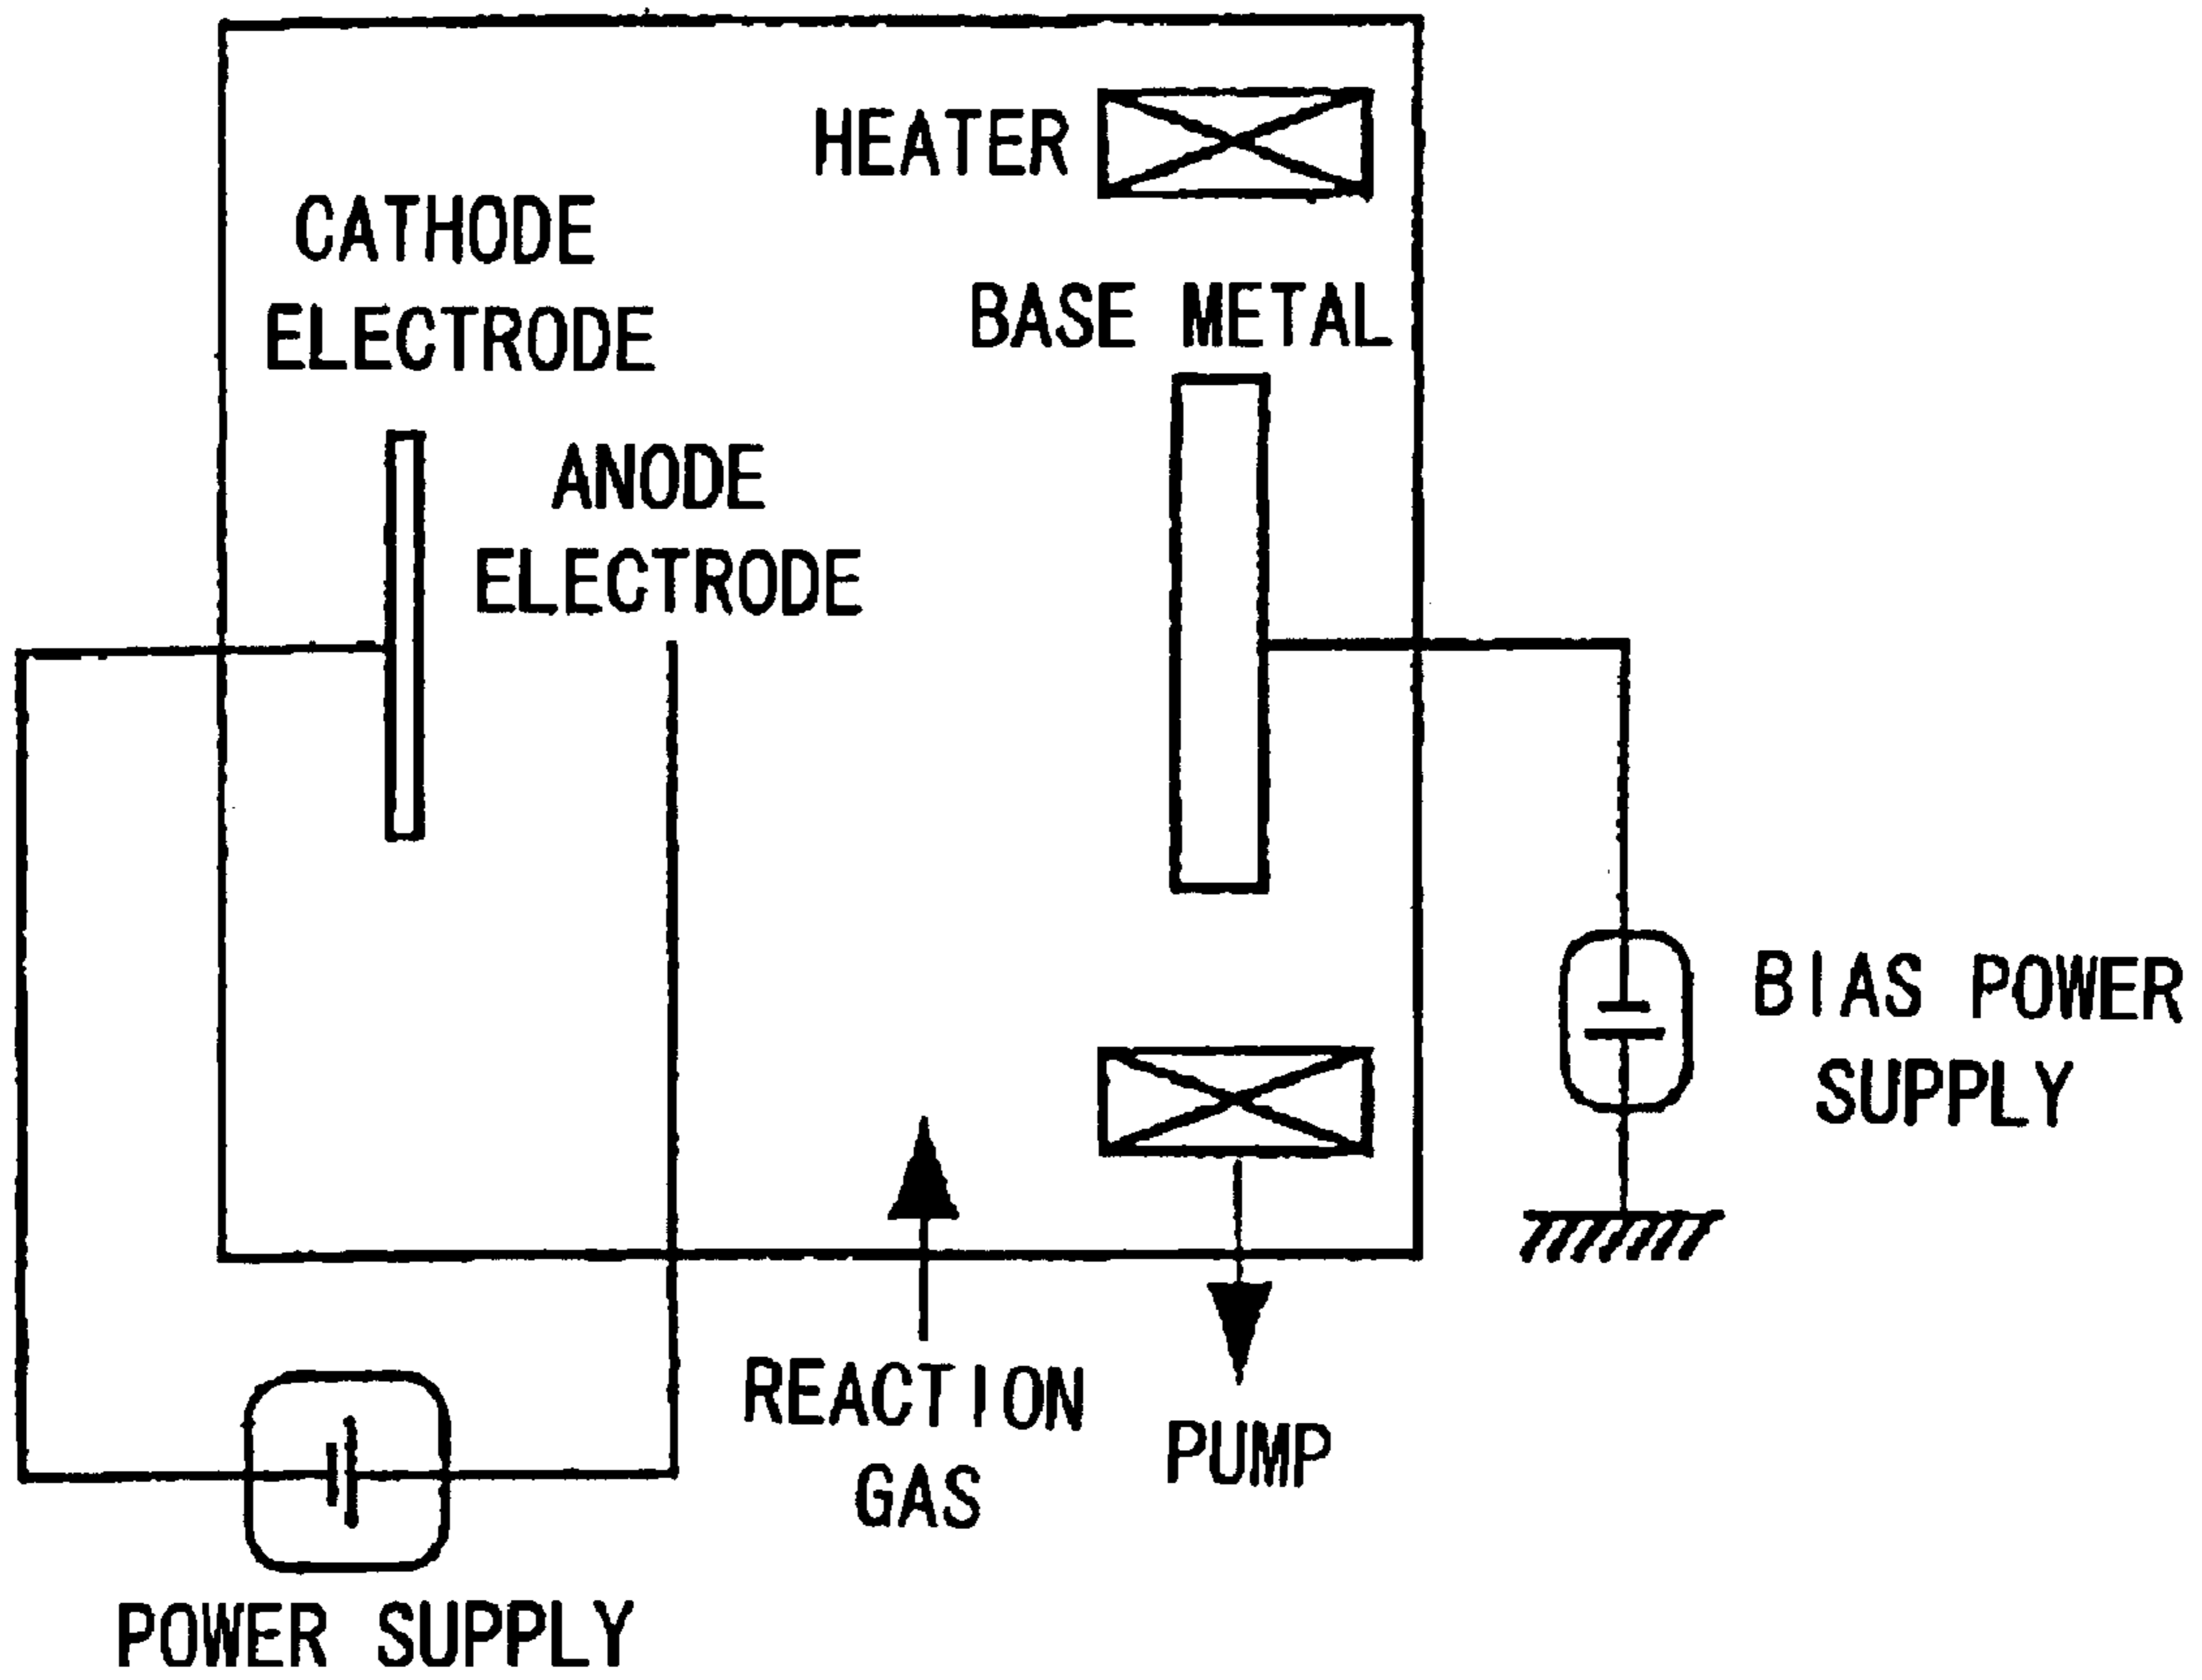 HEATER
CATHODE
ELECTRODE
BASE METAL
ANODE
ELECTRODE
BIAS POWER
SUPPLY
REACTION
GAS
PUMP
POWER SUPPLY